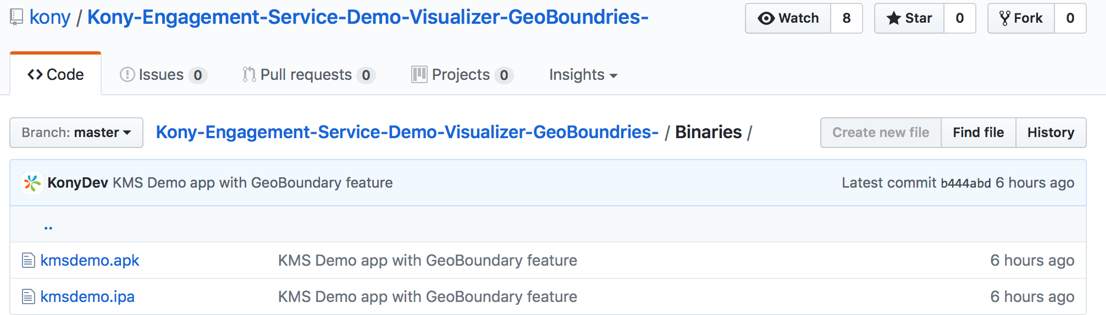 kony / Kony-Engagement-Service-Demo-Visualizer-GeoBoundries- Watch 8 Star 0 Fork 0
Code Issues 0 Pull requests 0 Projects 0 Insights
Branch: master Kony-Engagement-Service-Demo-Visualizer-GeoBoundries- / Binaries / Create new file Find file History
KonyDev KMS Demo app with GeoBoundary feature Latest commit b444abd 6 hours ago
..
kmsdemo.apk KMS Demo app with GeoBoundary feature 6 hours ago
kmsdemo.ipa KMS Demo app with GeoBoundary feature 6 hours ago